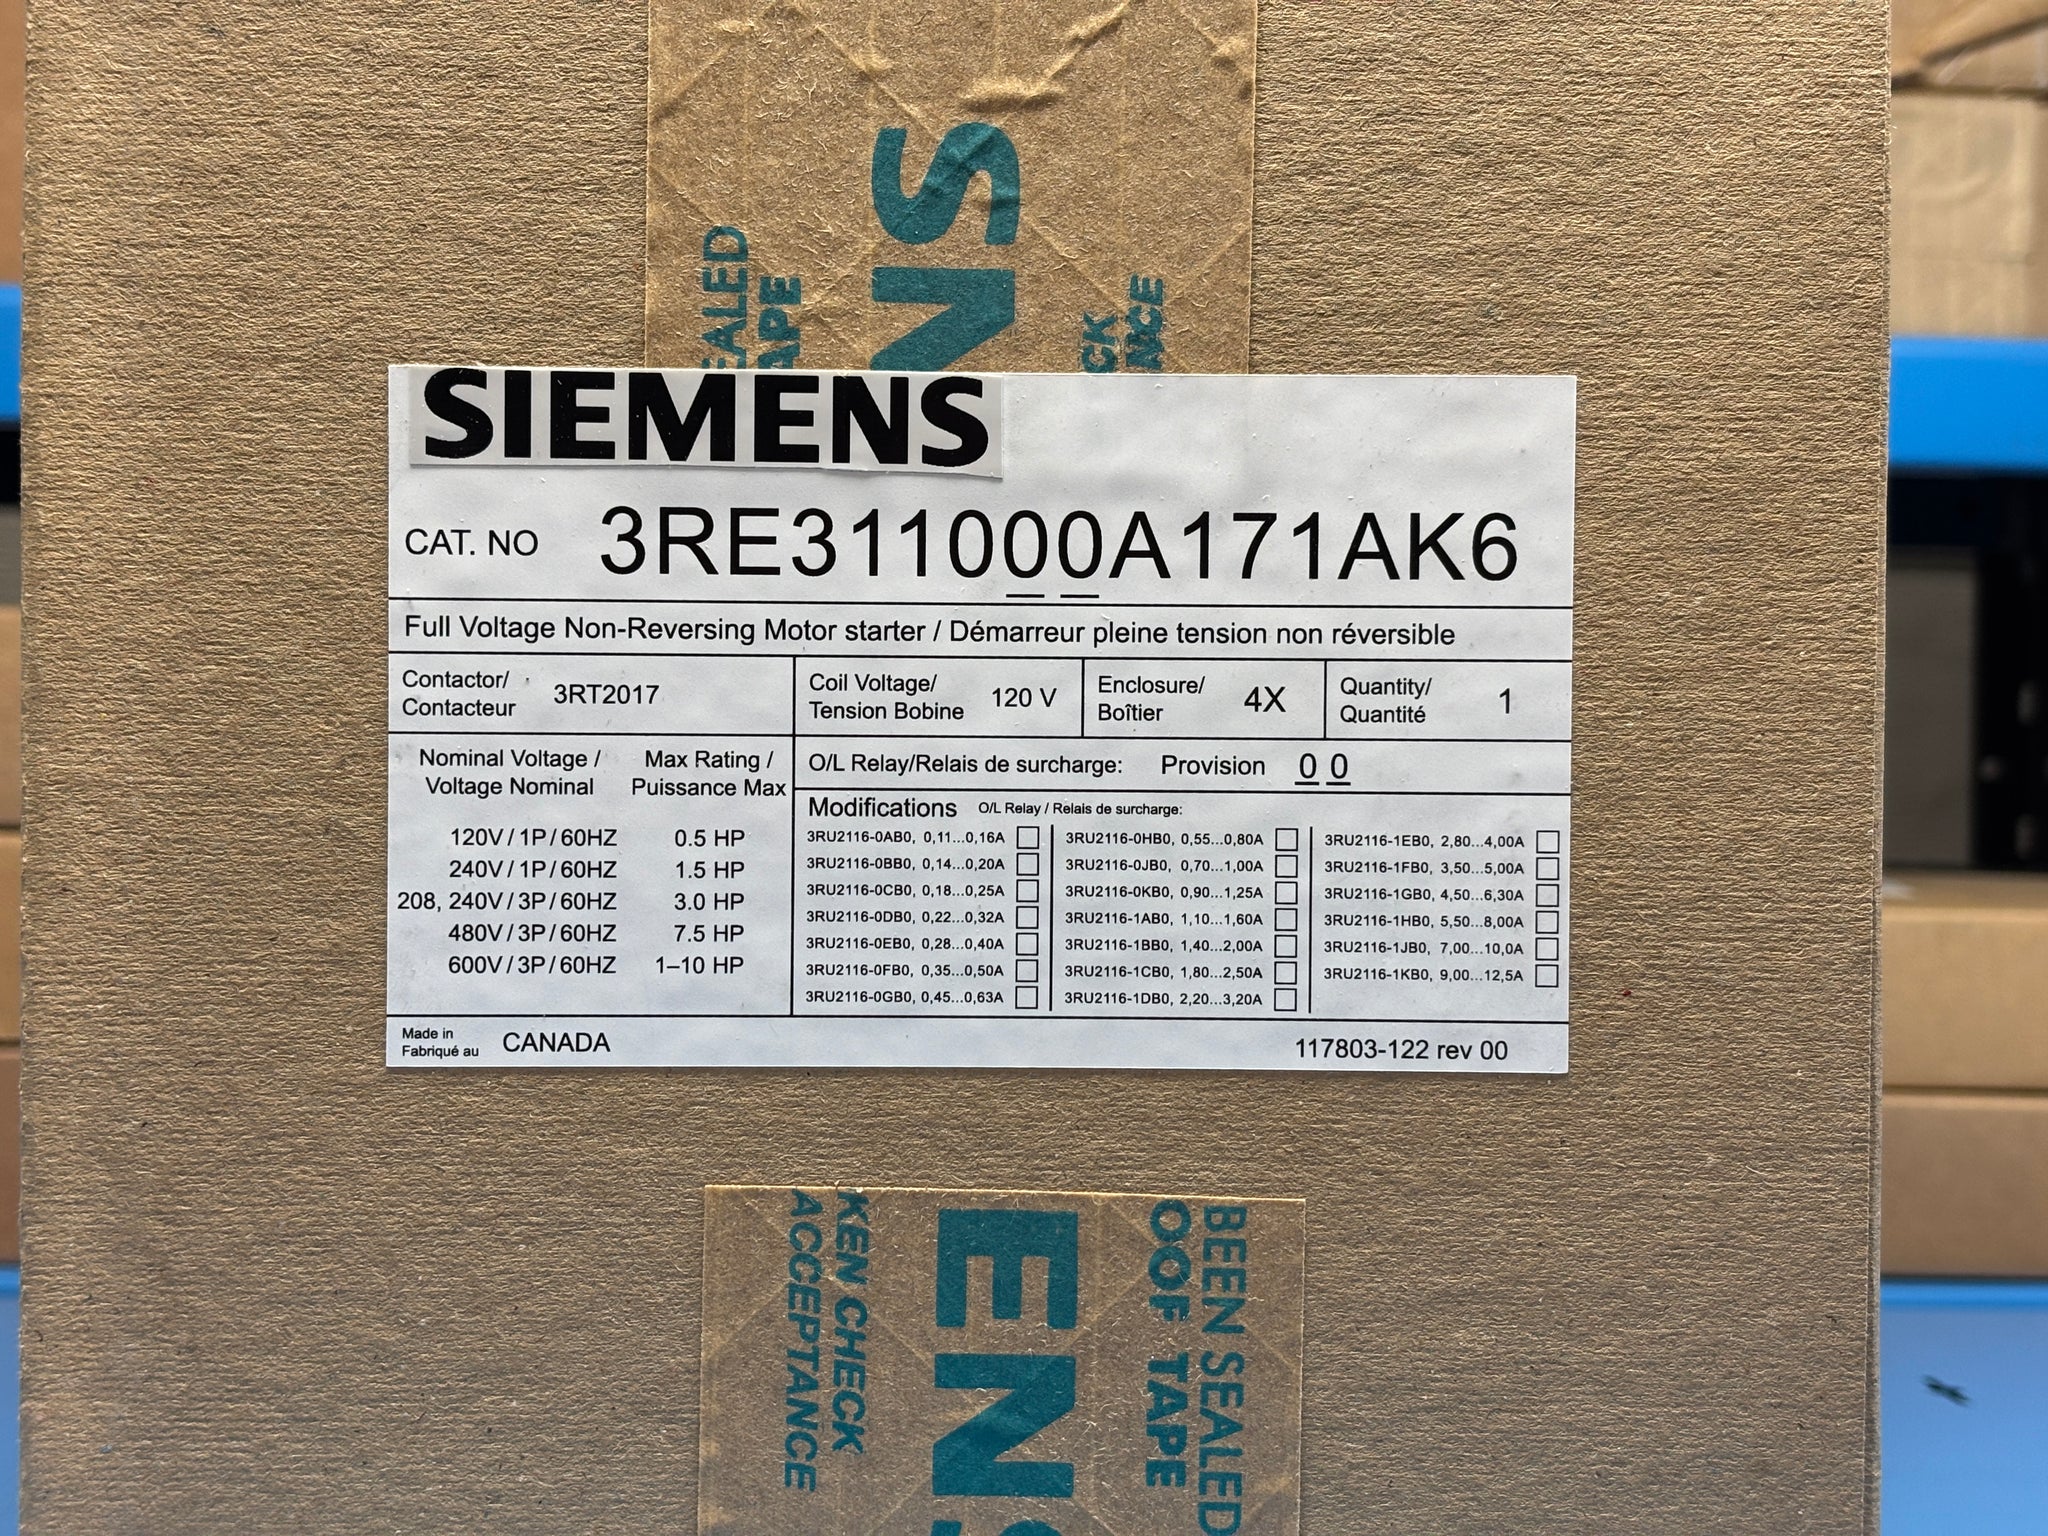 EALED
APE
NS
CK
NCE
SIEMENS
CAT. NO 3RE311000A171AK6
Full Voltage Non-Reversing Motor starter / Démarreur pleine tension non réversible
Contactor/
Contacteur
3RT2017
Coil Voltage/
Tension Bobine
120 V
Enclosure/
Boîtier
4X
Quantity/
Quantité
1
Nominal Voltage /
Voltage Nominal
Max Rating /
Puissance Max
120V / 1P / 60HZ 0.5 HP
240V / 1P / 60HZ 1.5 HP
208, 240V / 3P / 60HZ 3.0 HP
480V / 3P / 60HZ 7.5 HP
600V / 3P / 60HZ 1–10 HP
O/L Relay/Relais de surcharge: Provision 0 0
Modifications O/L Relay / Relais de surcharge:
3RU2116-0AB0, 0,11...0,16A
3RU2116-0BB0, 0,14...0,20A
3RU2116-0CB0, 0,18...0,25A
3RU2116-0DB0, 0,22...0,32A
3RU2116-0EB0, 0,28...0,40A
3RU2116-0FB0, 0,35...0,50A
3RU2116-0GB0, 0,45...0,63A
3RU2116-0HB0, 0,55...0,80A
3RU2116-0JB0, 0,70...1,00A
3RU2116-0KB0, 0,90...1,25A
3RU2116-1AB0, 1,10...1,60A
3RU2116-1BB0, 1,40...2,00A
3RU2116-1CB0, 1,80...2,50A
3RU2116-1DB0, 2,20...3,20A
3RU2116-1EB0, 2,80...4,00A
3RU2116-1FB0, 3,50...5,00A
3RU2116-1GB0, 4,50...6,30A
3RU2116-1HB0, 5,50...8,00A
3RU2116-1JB0, 7,00...10,0A
3RU2116-1KB0, 9,00...12,5A
Made in
Fabriqué au
CANADA
117803-122 rev 00
BEEN SEALED
OOF TAPE
EN
KEN CHECK
ACCEPTANCE